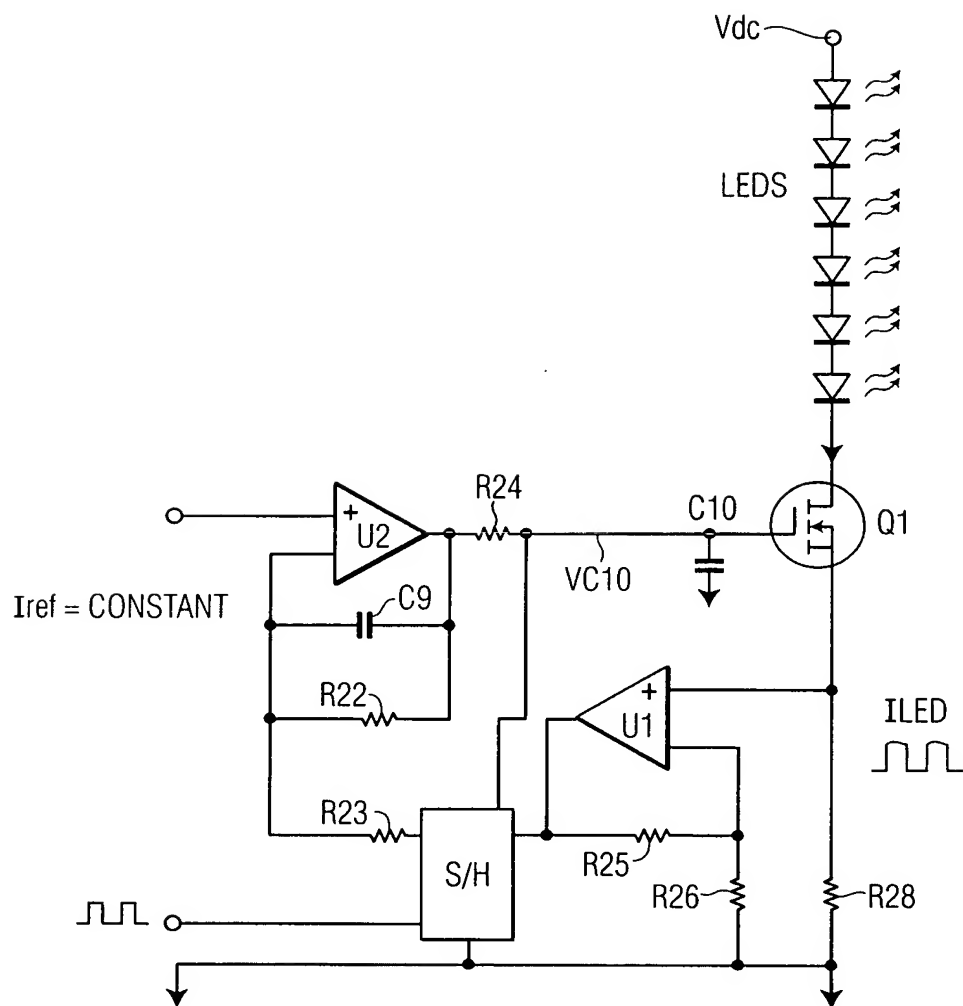 Vdc
LEDS
R24
C10
Q1
+
U2
VC10
C9
Iref = CONSTANT
R22
+
U1
ILED
R23
S/H
R25
R26
R28